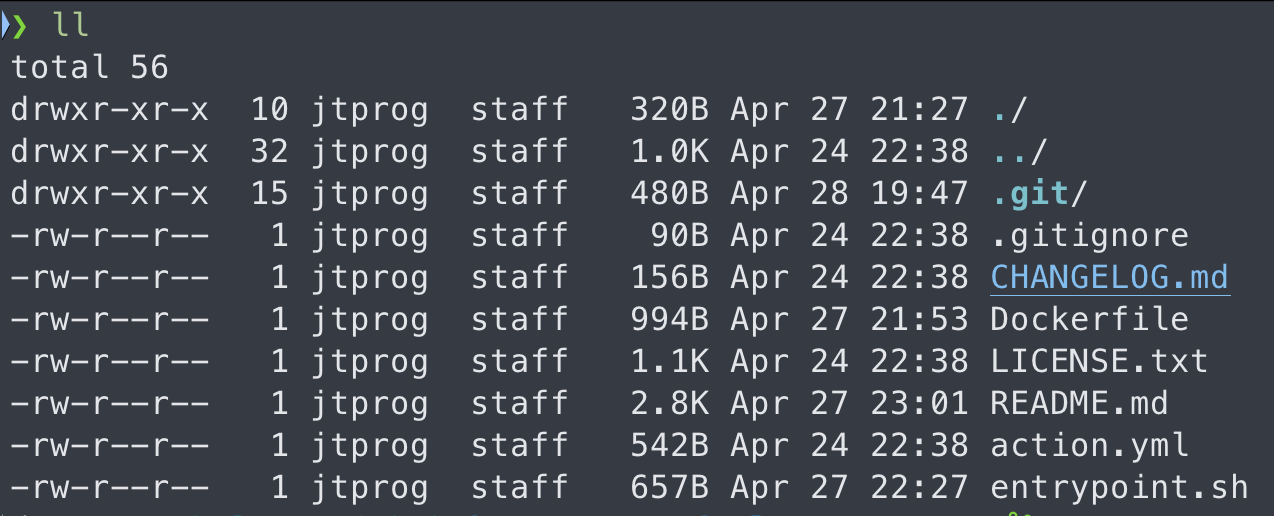 ❯ ll
total 56
drwxr-xr-x  10 jtprog  staff   320B Apr 27 21:27 ./
drwxr-xr-x  32 jtprog  staff   1.0K Apr 24 22:38 ../
drwxr-xr-x  15 jtprog  staff   480B Apr 28 19:47 .git/
-rw-r--r--   1 jtprog  staff    90B Apr 24 22:38 .gitignore
-rw-r--r--   1 jtprog  staff   156B Apr 24 22:38 CHANGELOG.md
-rw-r--r--   1 jtprog  staff   994B Apr 27 21:53 Dockerfile
-rw-r--r--   1 jtprog  staff   1.1K Apr 24 22:38 LICENSE.txt
-rw-r--r--   1 jtprog  staff   2.8K Apr 27 23:01 README.md
-rw-r--r--   1 jtprog  staff   542B Apr 24 22:38 action.yml
-rw-r--r--   1 jtprog  staff   657B Apr 27 22:27 entrypoint.sh